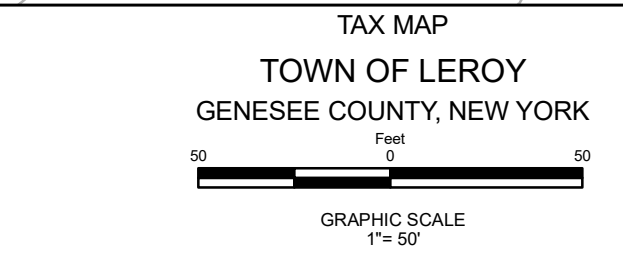 TAX MAP
TOWN OF LEROY
GENESEE COUNTY, NEW YORK
Feet
50 0 50
GRAPHIC SCALE
1"= 50'